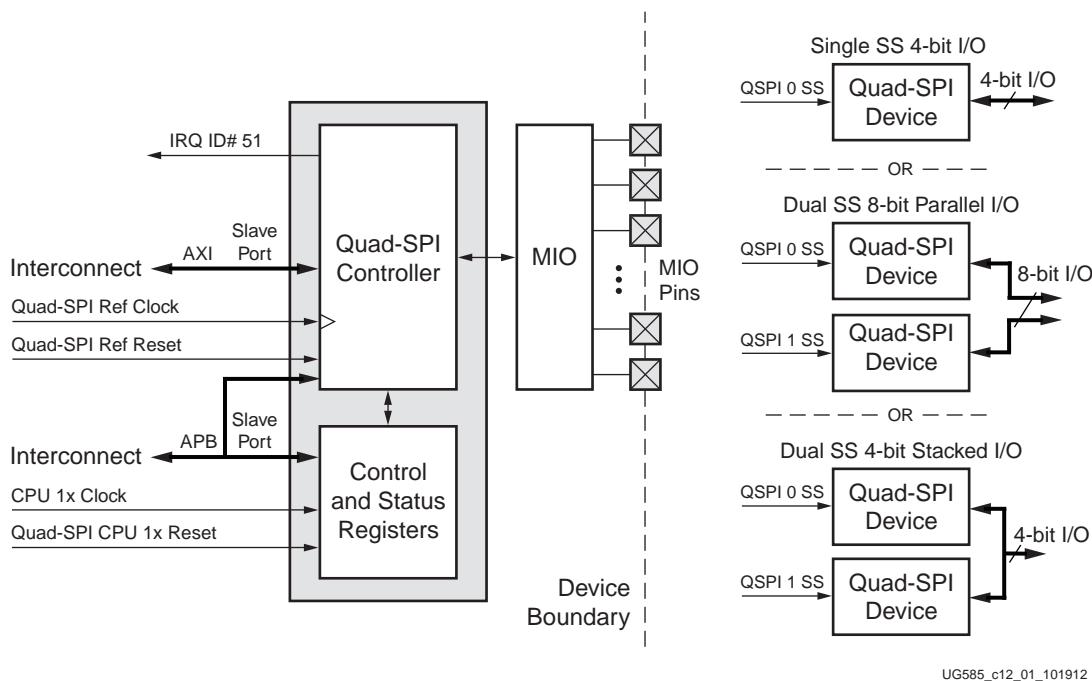 IRQ ID# 51
Slave
Port
AXI
Interconnect
Quad-SPI Ref Clock
Quad-SPI Ref Reset
Slave
Port
APB
Interconnect
CPU 1x Clock
Quad-SPI CPU 1x Reset
Quad-SPI
Controller
Control
and Status
Registers
MIO
MIO
Pins
Device
Boundary
Single SS 4-bit I/O
QSPI 0 SS
Quad-SPI
Device
4-bit I/O
OR
Dual SS 8-bit Parallel I/O
QSPI 0 SS
Quad-SPI
Device
8-bit I/O
QSPI 1 SS
Quad-SPI
Device
OR
Dual SS 4-bit Stacked I/O
QSPI 0 SS
Quad-SPI
Device
4-bit I/O
QSPI 1 SS
Quad-SPI
Device
UG585_c12_01_101912